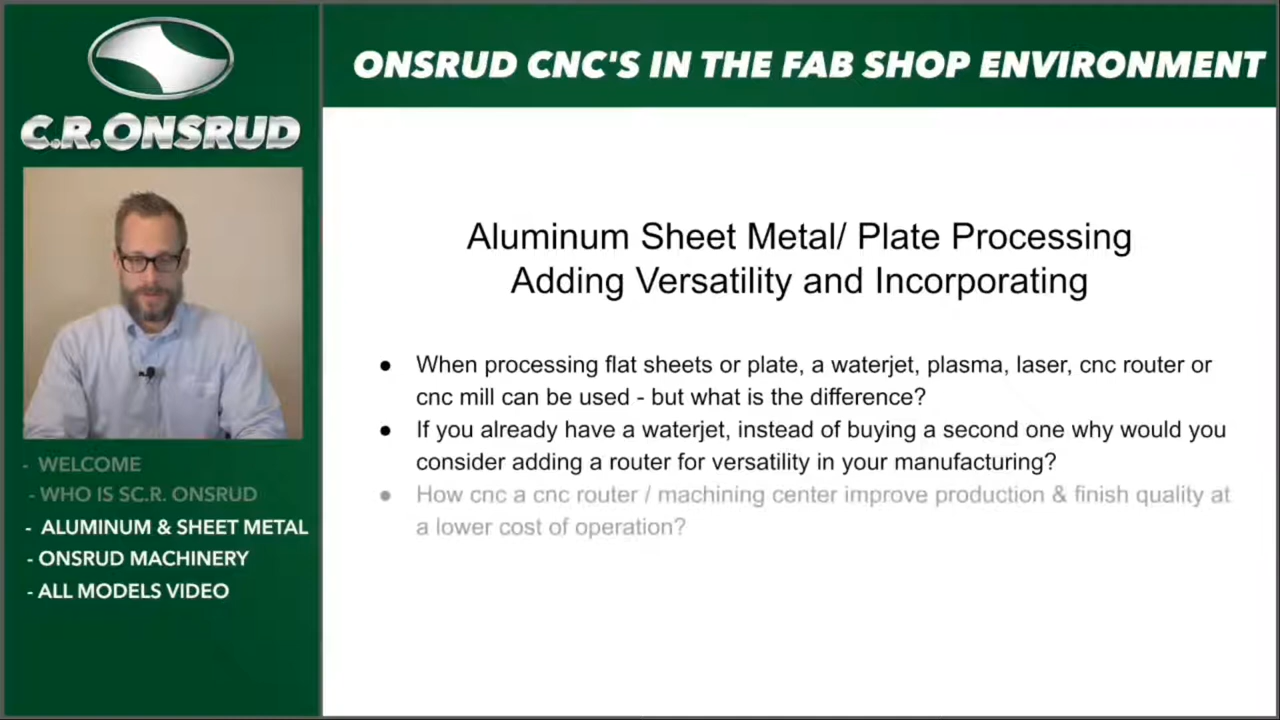 C.R.ONSRUD
ONSRUD CNC'S IN THE FAB SHOP ENVIRONMENT
Aluminum Sheet Metal/ Plate Processing
Adding Versatility and Incorporating
● When processing flat sheets or plate, a waterjet, plasma, laser, cnc router or
cnc mill can be used - but what is the difference?
● If you already have a waterjet, instead of buying a second one why would you
consider adding a router for versatility in your manufacturing?
● How cnc a cnc router / machining center improve production & finish quality at
a lower cost of operation?
- WELCOME
- WHO IS SC.R. ONSRUD
- ALUMINUM & SHEET METAL
- ONSRUD MACHINERY
- ALL MODELS VIDEO